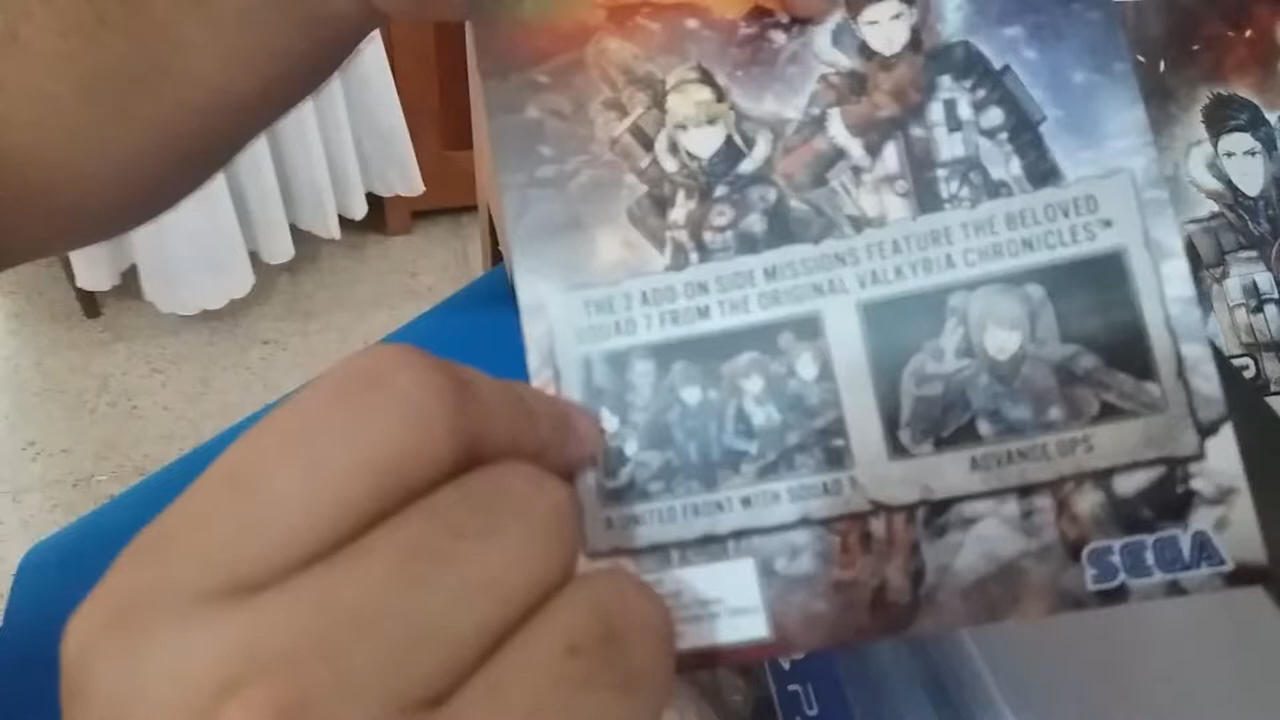 THE 2 ADD-ON SIDE MISSIONS FEATURE THE BELOVED
SQUAD 7 FROM THE ORIGINAL VALKYRIA CHRONICLES™
A UNITED FRONT WITH SQUAD 7
ADVANCE OPS
SEGA